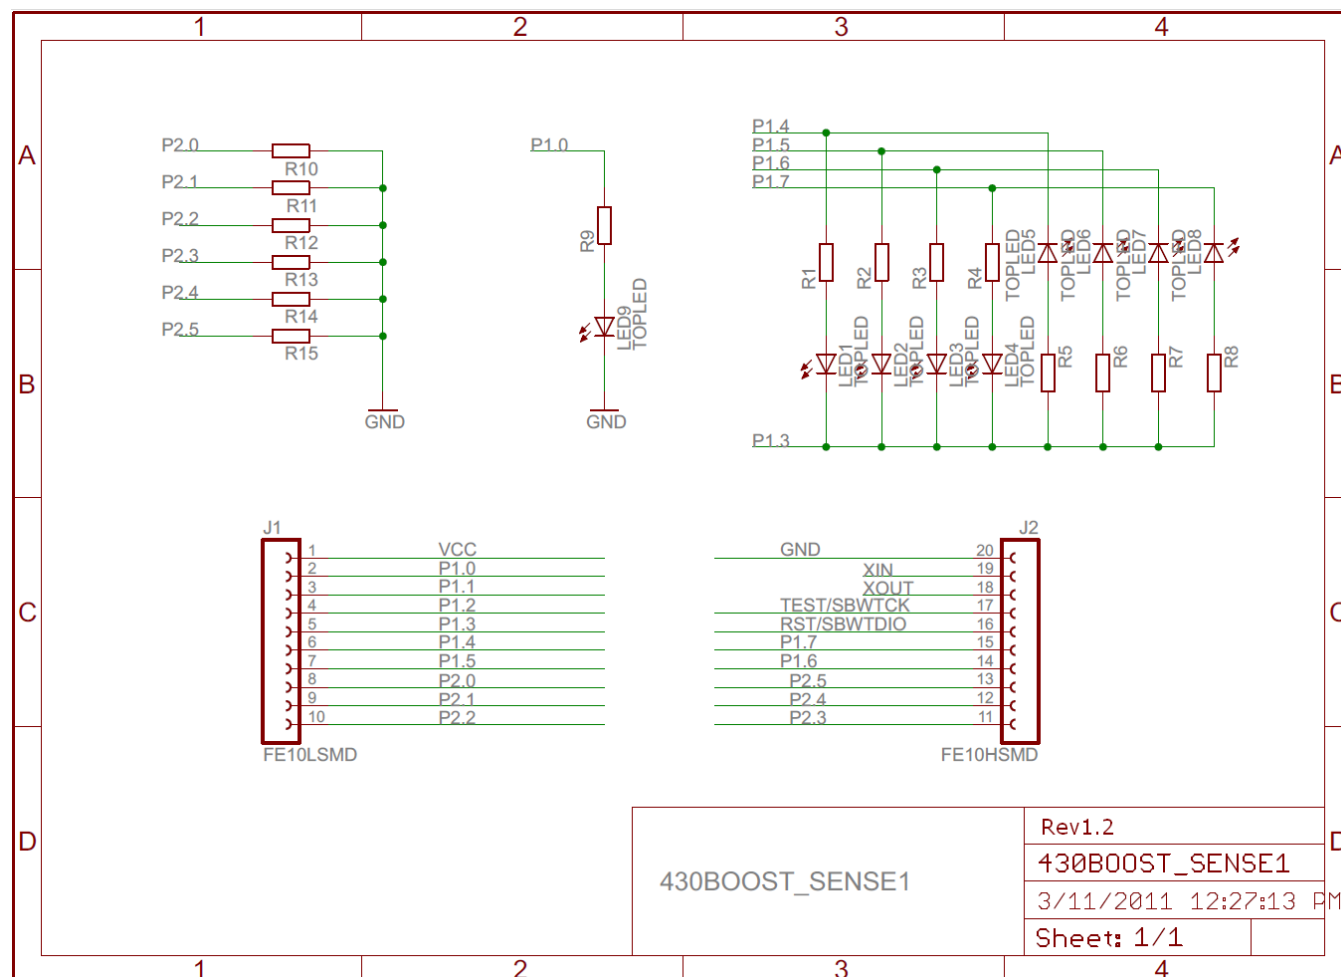 1 2 3 4
A A
B B
C C
D D
P2.0
R10
P2.1
R11
P2.2
R12
P2.3
R13
P2.4
R14
P2.5
R15
GND
P1.0
R9
LED9
TOPLED
GND
P1.4
P1.5
P1.6
P1.7
R1
R2
R3
R4
LED1
TOPLED
LED2
LED3
TOPLED
LED4
TOPLED
TOPLED
LED5
TOPLED
LED6
TOPLED
LED7
TOPLED
LED8
R5
R6
R7
R8
P1.3
J1
1 VCC
2 P1.0
3 P1.1
4 P1.2
5 P1.3
6 P1.4
7 P1.5
8 P2.0
9 P2.1
10 P2.2
FE10LSMD
J2
GND 20
XIN 19
XOUT 18
TEST/SBWTCK 17
RST/SBWTDIO 16
P1.7 15
P1.6 14
P2.5 13
P2.4 12
P2.3 11
FE10HSMD
430BOOST_SENSE1
Rev1.2
430BOOST_SENSE1
3/11/2011 12:27:13 PM
Sheet: 1/1
1 2 3 4